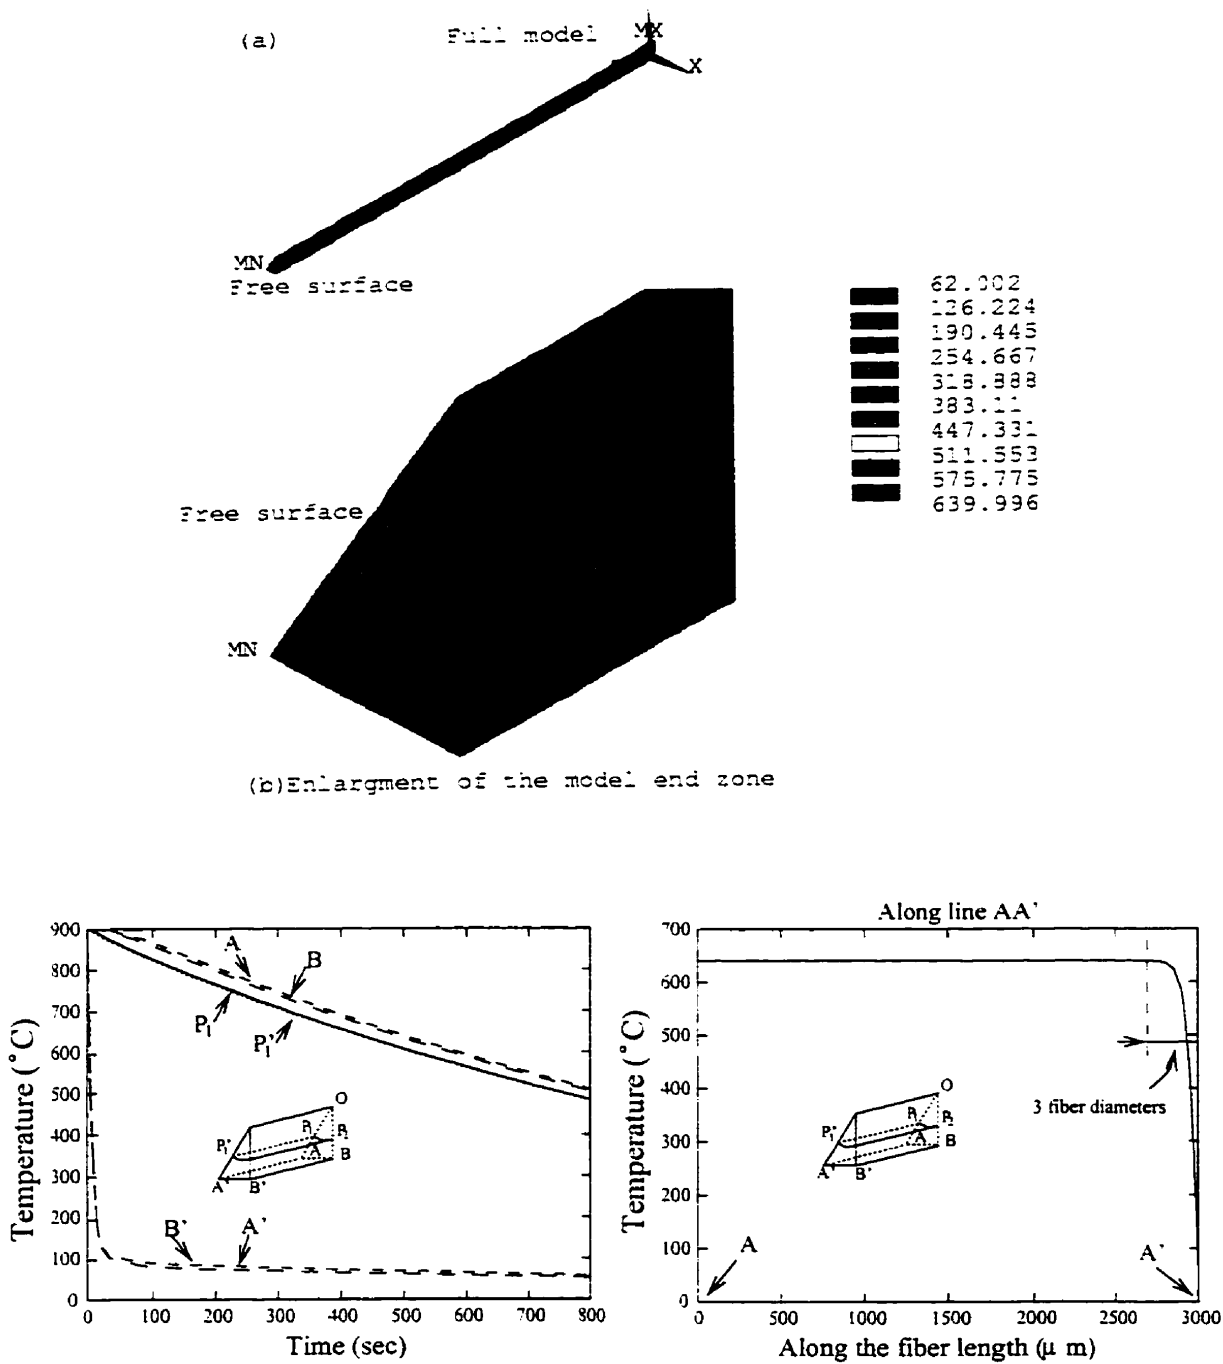 (a)
Full model
MX
X
MN
Free surface
62.002
126.224
190.445
254.667
318.888
383.11
447.331
511.553
575.775
639.996
Free surface
MN
(b)Enlargment of the model end zone
900
800
700
600
500
400
300
200
100
0
Temperature (°C)
A
B
P1
P1'
O
P1'
P1
P2
A
B
A'
B'
B'
A'
0 100 200 300 400 500 600 700 800
Time (sec)
Along line AA'
700
600
500
400
300
200
100
0
Temperature (°C)
3 fiber diameters
O
P1'
P1
P2
A
B
A'
B'
A
A'
0 500 1000 1500 2000 2500 3000
Along the fiber length (μ m)